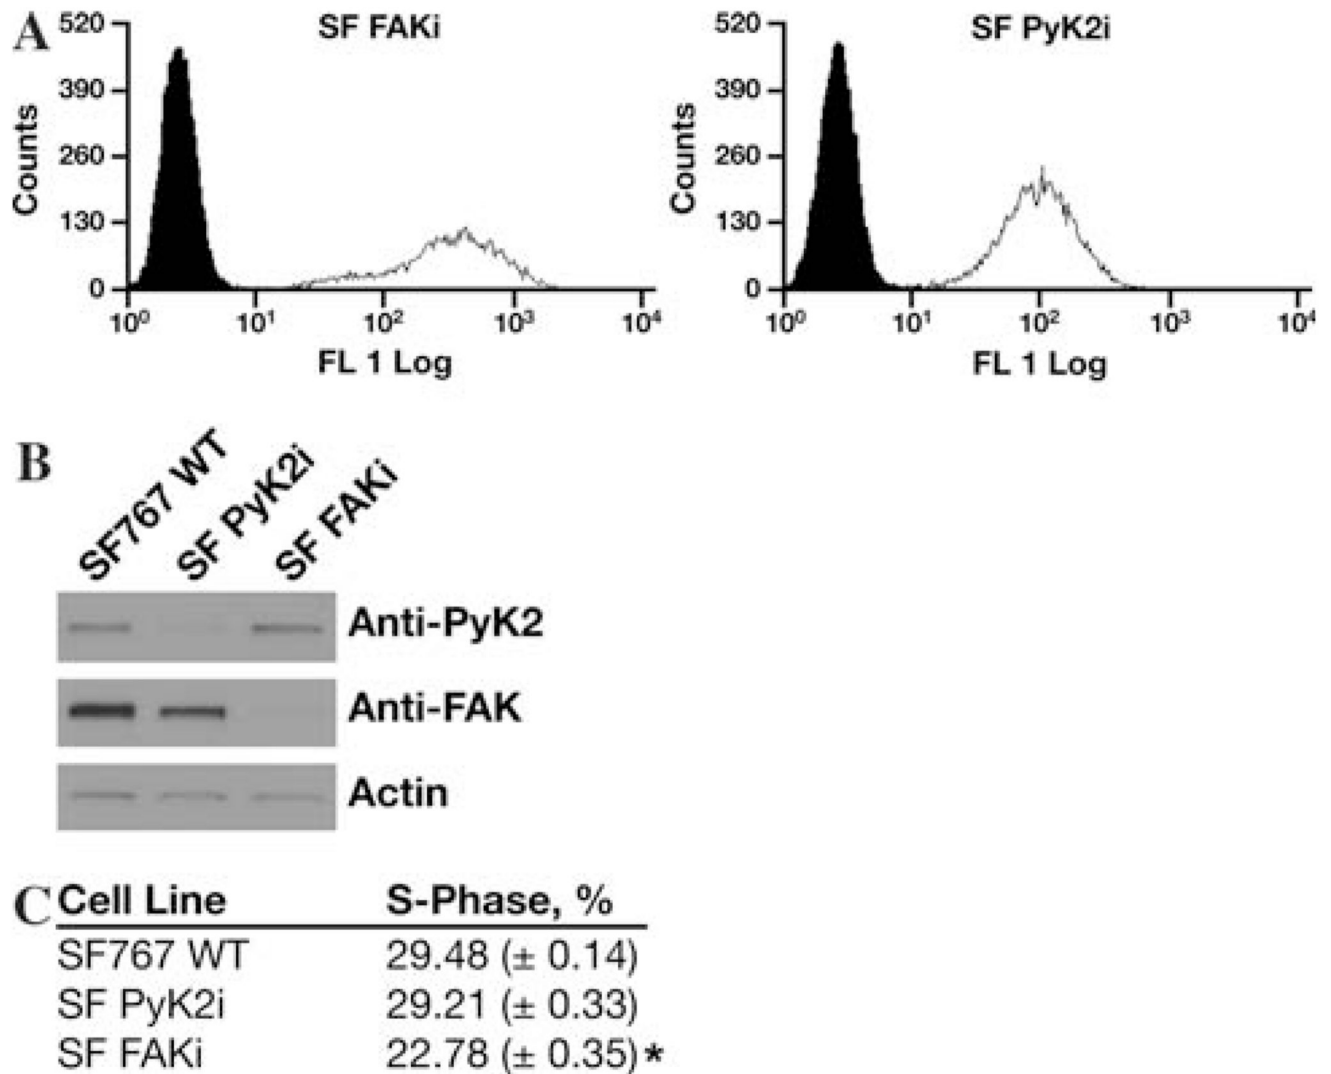 A
SF FAKi
520
390
260
130
0
Counts
10⁰ 10¹ 10² 10³ 10⁴
FL 1 Log
SF PyK2i
520
390
260
130
0
Counts
10⁰ 10¹ 10² 10³ 10⁴
FL 1 Log
B
SF767 WT
SF PyK2i
SF FAKi
Anti-PyK2
Anti-FAK
Actin
C
Cell Line S-Phase, %
SF767 WT 29.48 (± 0.14)
SF PyK2i 29.21 (± 0.33)
SF FAKi 22.78 (± 0.35)*